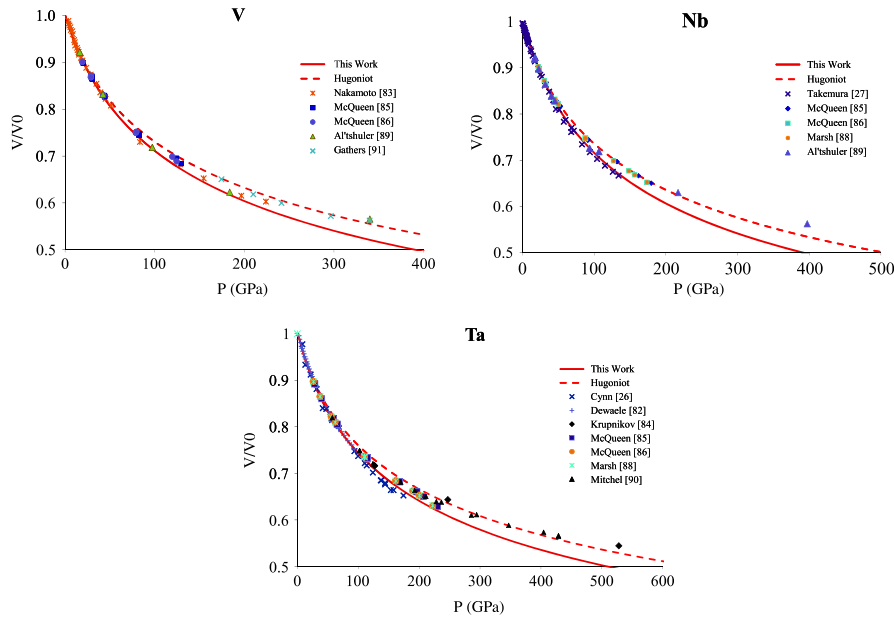 V
1.0
0.9
0.8
0.7
0.6
0.5
V/V0
0 100 200 300 400
P (GPa)
This Work
Hugoniot
Nakamoto [83]
McQueen [85]
McQueen [86]
Al'tshuler [89]
Gathers [91]
Nb
1
0.9
0.8
0.7
0.6
0.5
V/V0
0 100 200 300 400 500
P (GPa)
This Work
Hugoniot
Takemura [27]
McQueen [85]
McQueen [86]
Marsh [88]
Al'tshuler [89]
Ta
1
0.9
0.8
0.7
0.6
0.5
V/V0
0 100 200 300 400 500 600
P (GPa)
This Work
Hugoniot
Cynn [26]
Dewaele [82]
Krupnikov [84]
McQueen [85]
McQueen [86]
Marsh [88]
Mitchel [90]